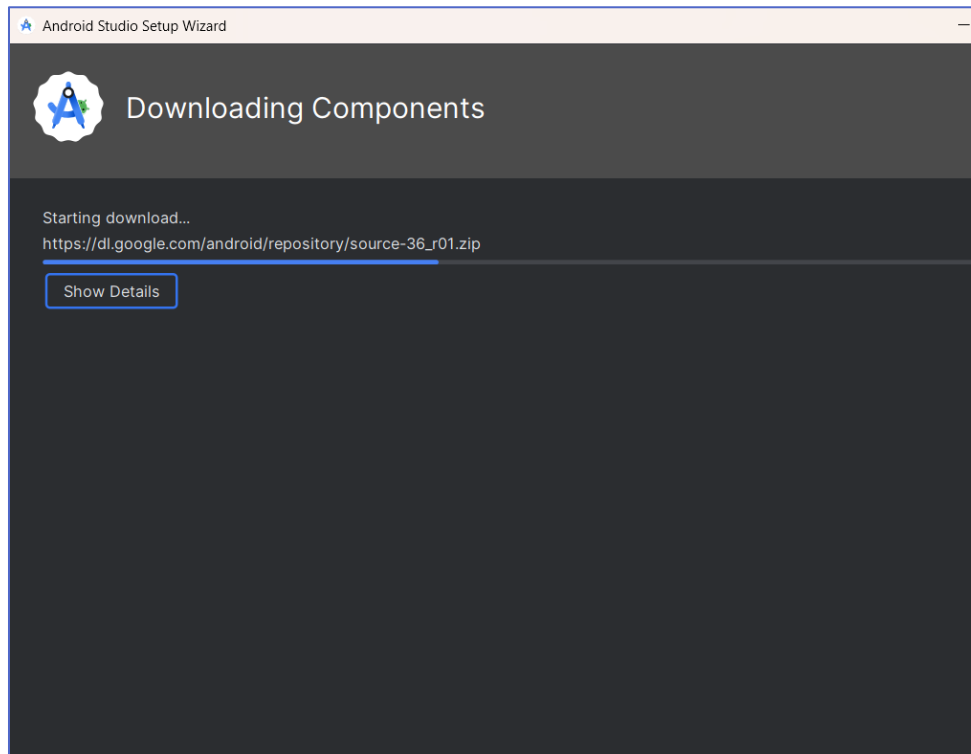 Android Studio Setup Wizard
Downloading Components
Starting download...
https://dl.google.com/android/repository/source-36_r01.zip
Show Details